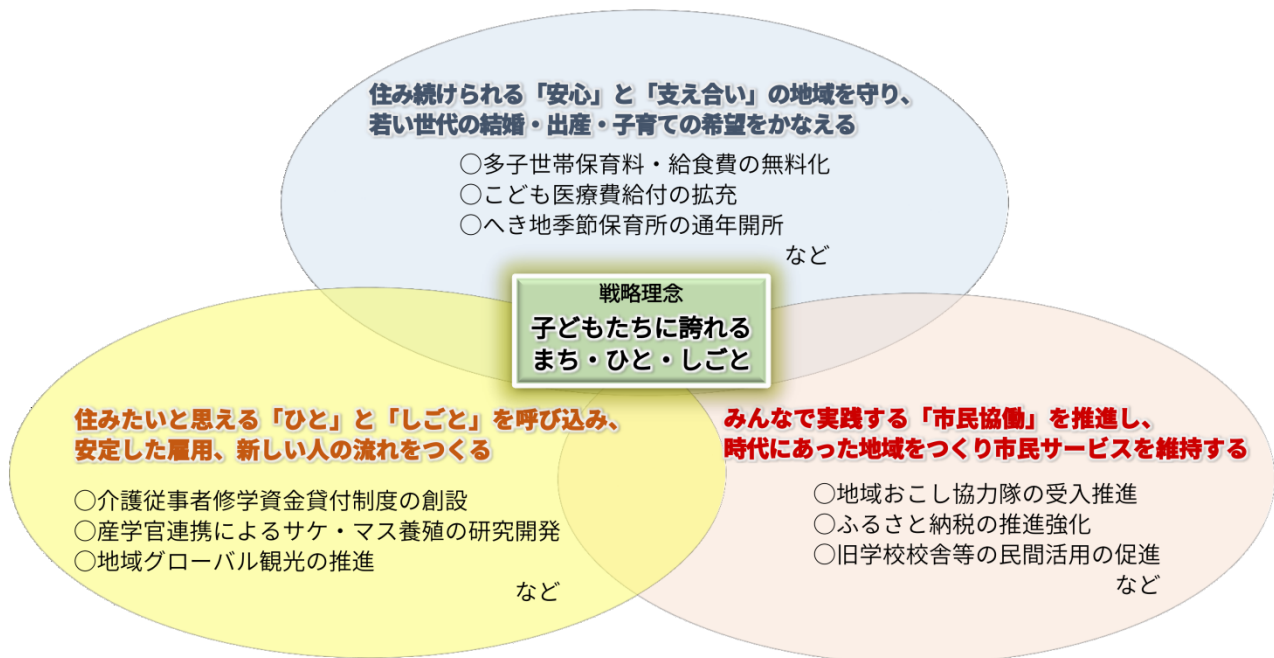 住み続けられる「安心」と「支え合い」の地域を守り、
若い世代の結婚・出産・子育ての希望をかなえる
○多子世帯保育料・給食費の無料化
○こども医療費給付の拡充
○へき地季節保育所の通年開所
など
戦略理念
子どもたちに誇れる
まち・ひと・しごと
住みたいと思える「ひと」と「しごと」を呼び込み、
安定した雇用、新しい人の流れをつくる
○介護従事者修学資金貸付制度の創設
○産学官連携によるサケ・マス養殖の研究開発
○地域グローバル観光の推進
など
みんなで実践する「市民協働」を推進し、
時代にあった地域をつくり市民サービスを維持する
○地域おこし協力隊の受入推進
○ふるさと納税の推進強化
○旧学校校舎等の民間活用の促進
など